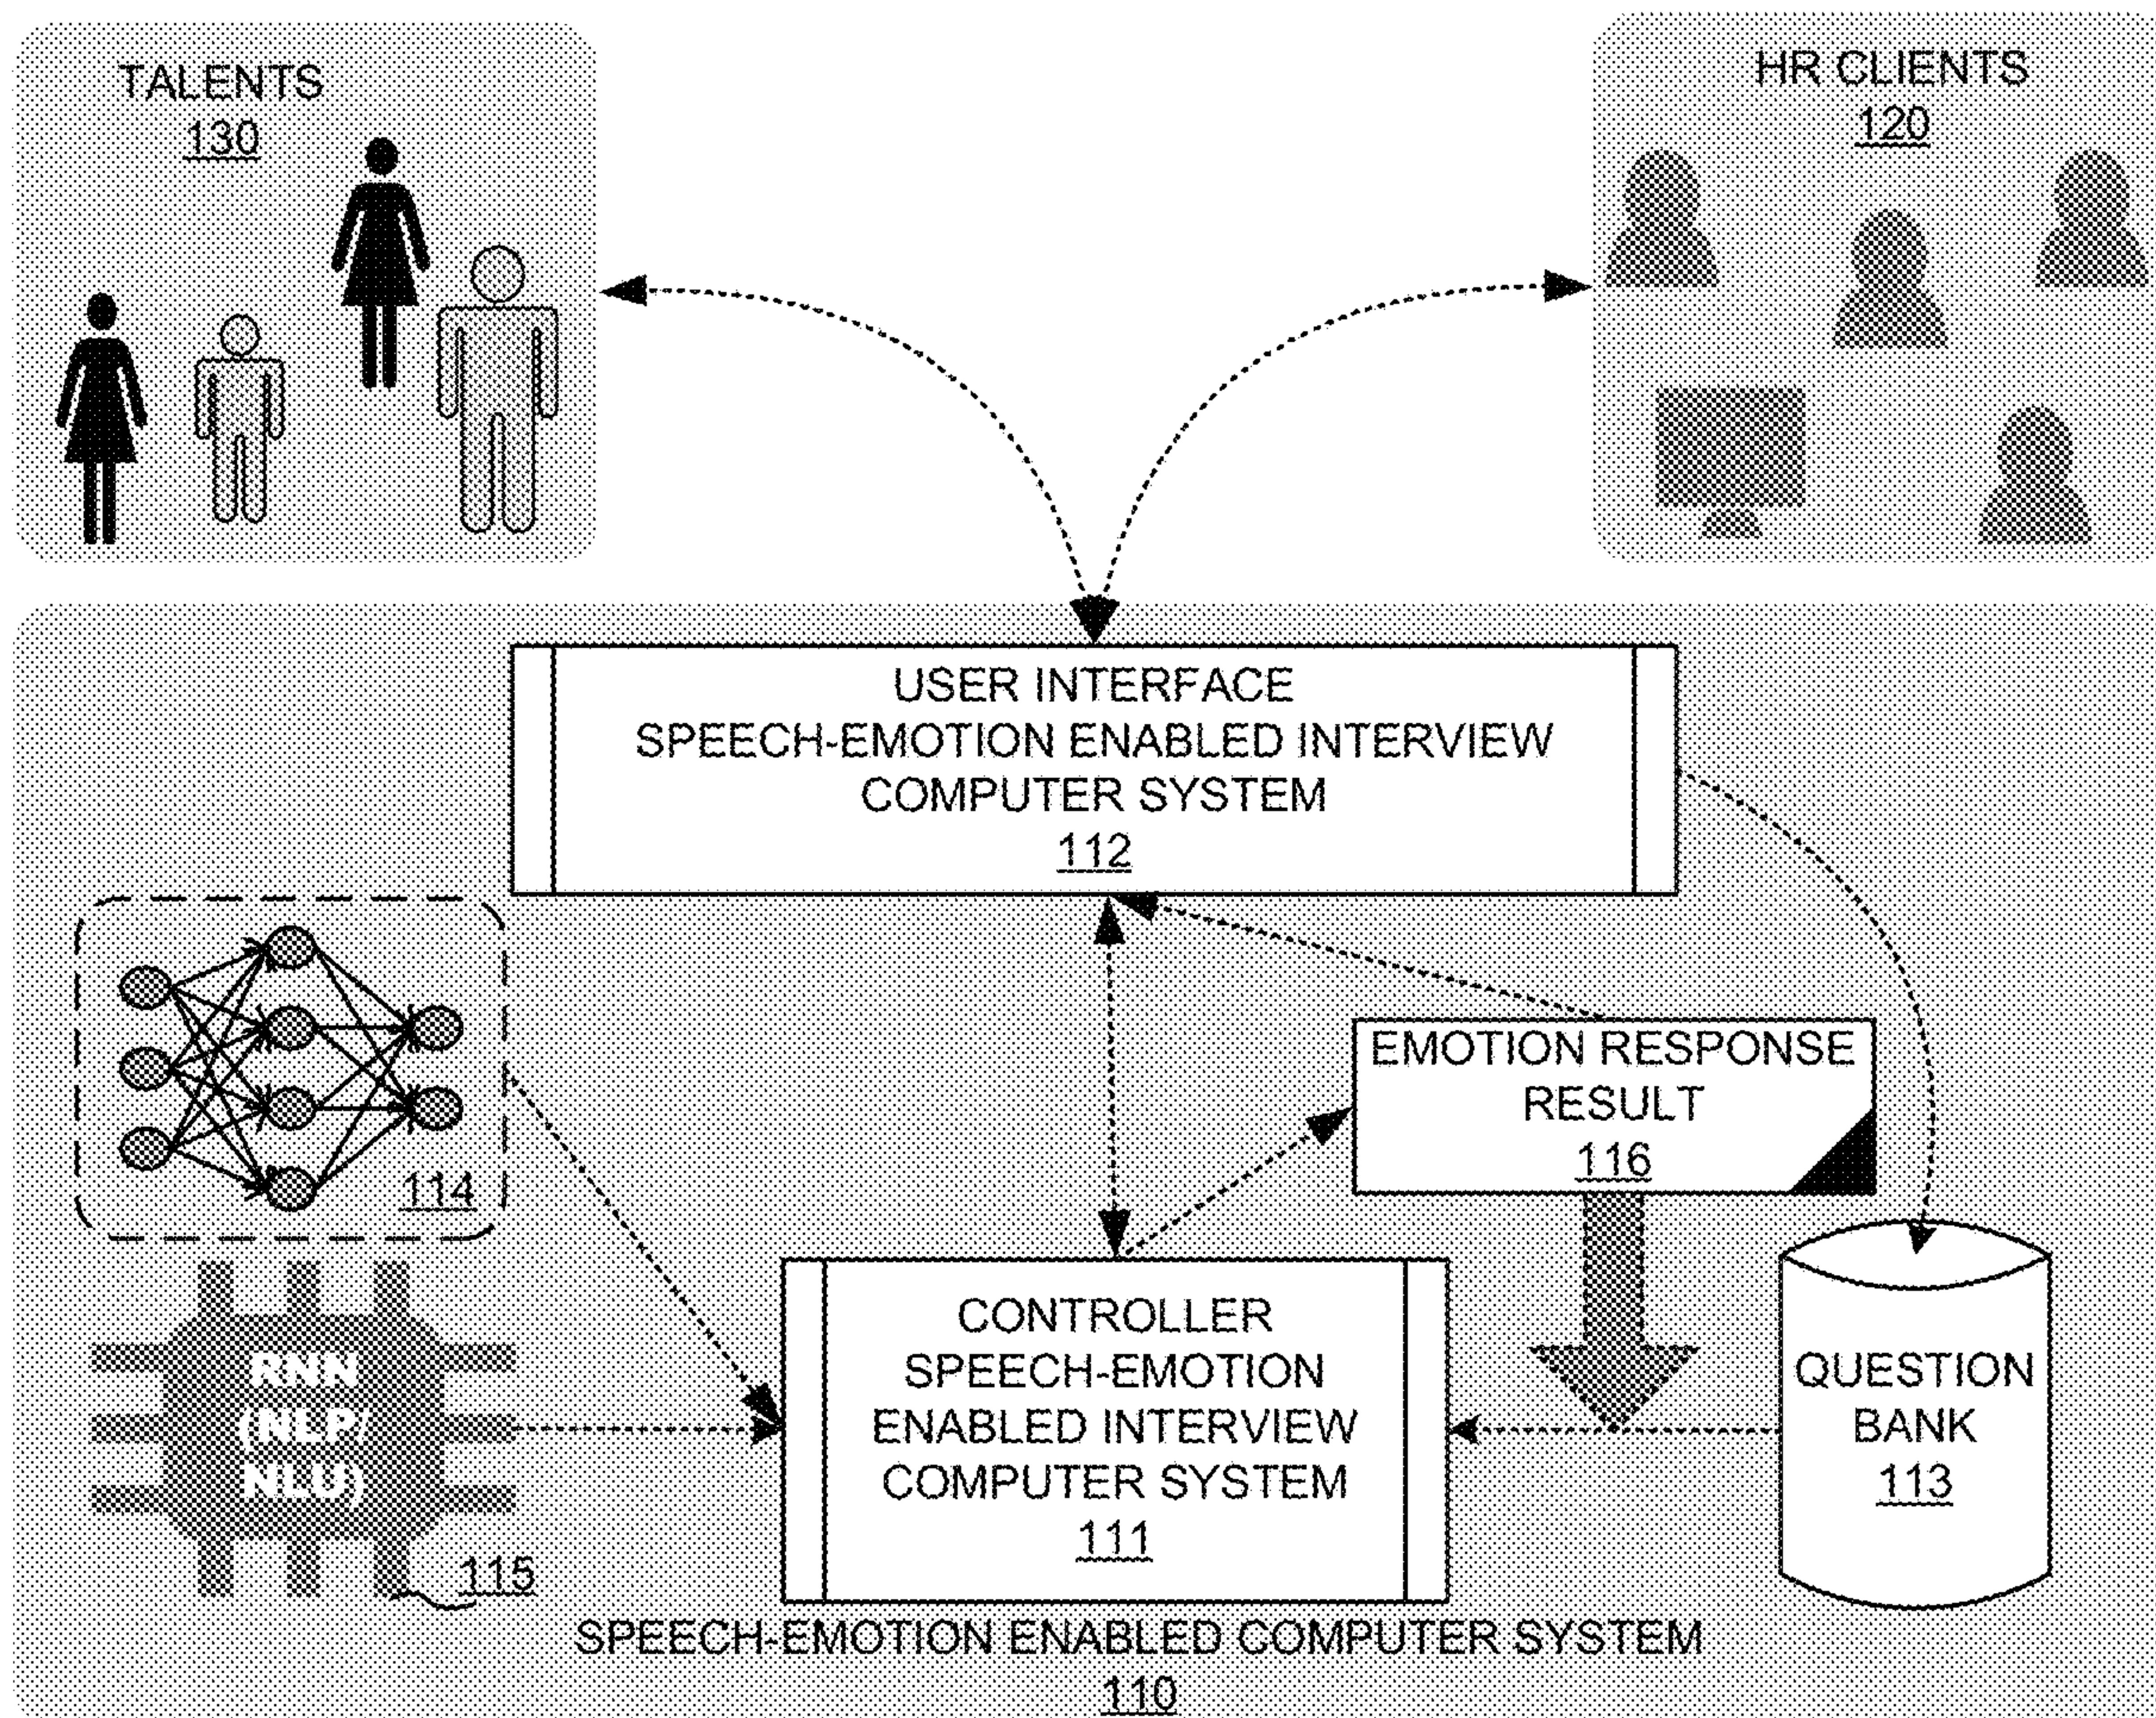 TALENTS
130
HR CLIENTS
120
USER INTERFACE
SPEECH-EMOTION ENABLED INTERVIEW
COMPUTER SYSTEM
112
114
EMOTION RESPONSE
RESULT
116
RNN
(NLP/
NLU)
115
CONTROLLER
SPEECH-EMOTION
ENABLED INTERVIEW
COMPUTER SYSTEM
111
QUESTION
BANK
113
SPEECH-EMOTION ENABLED COMPUTER SYSTEM
110